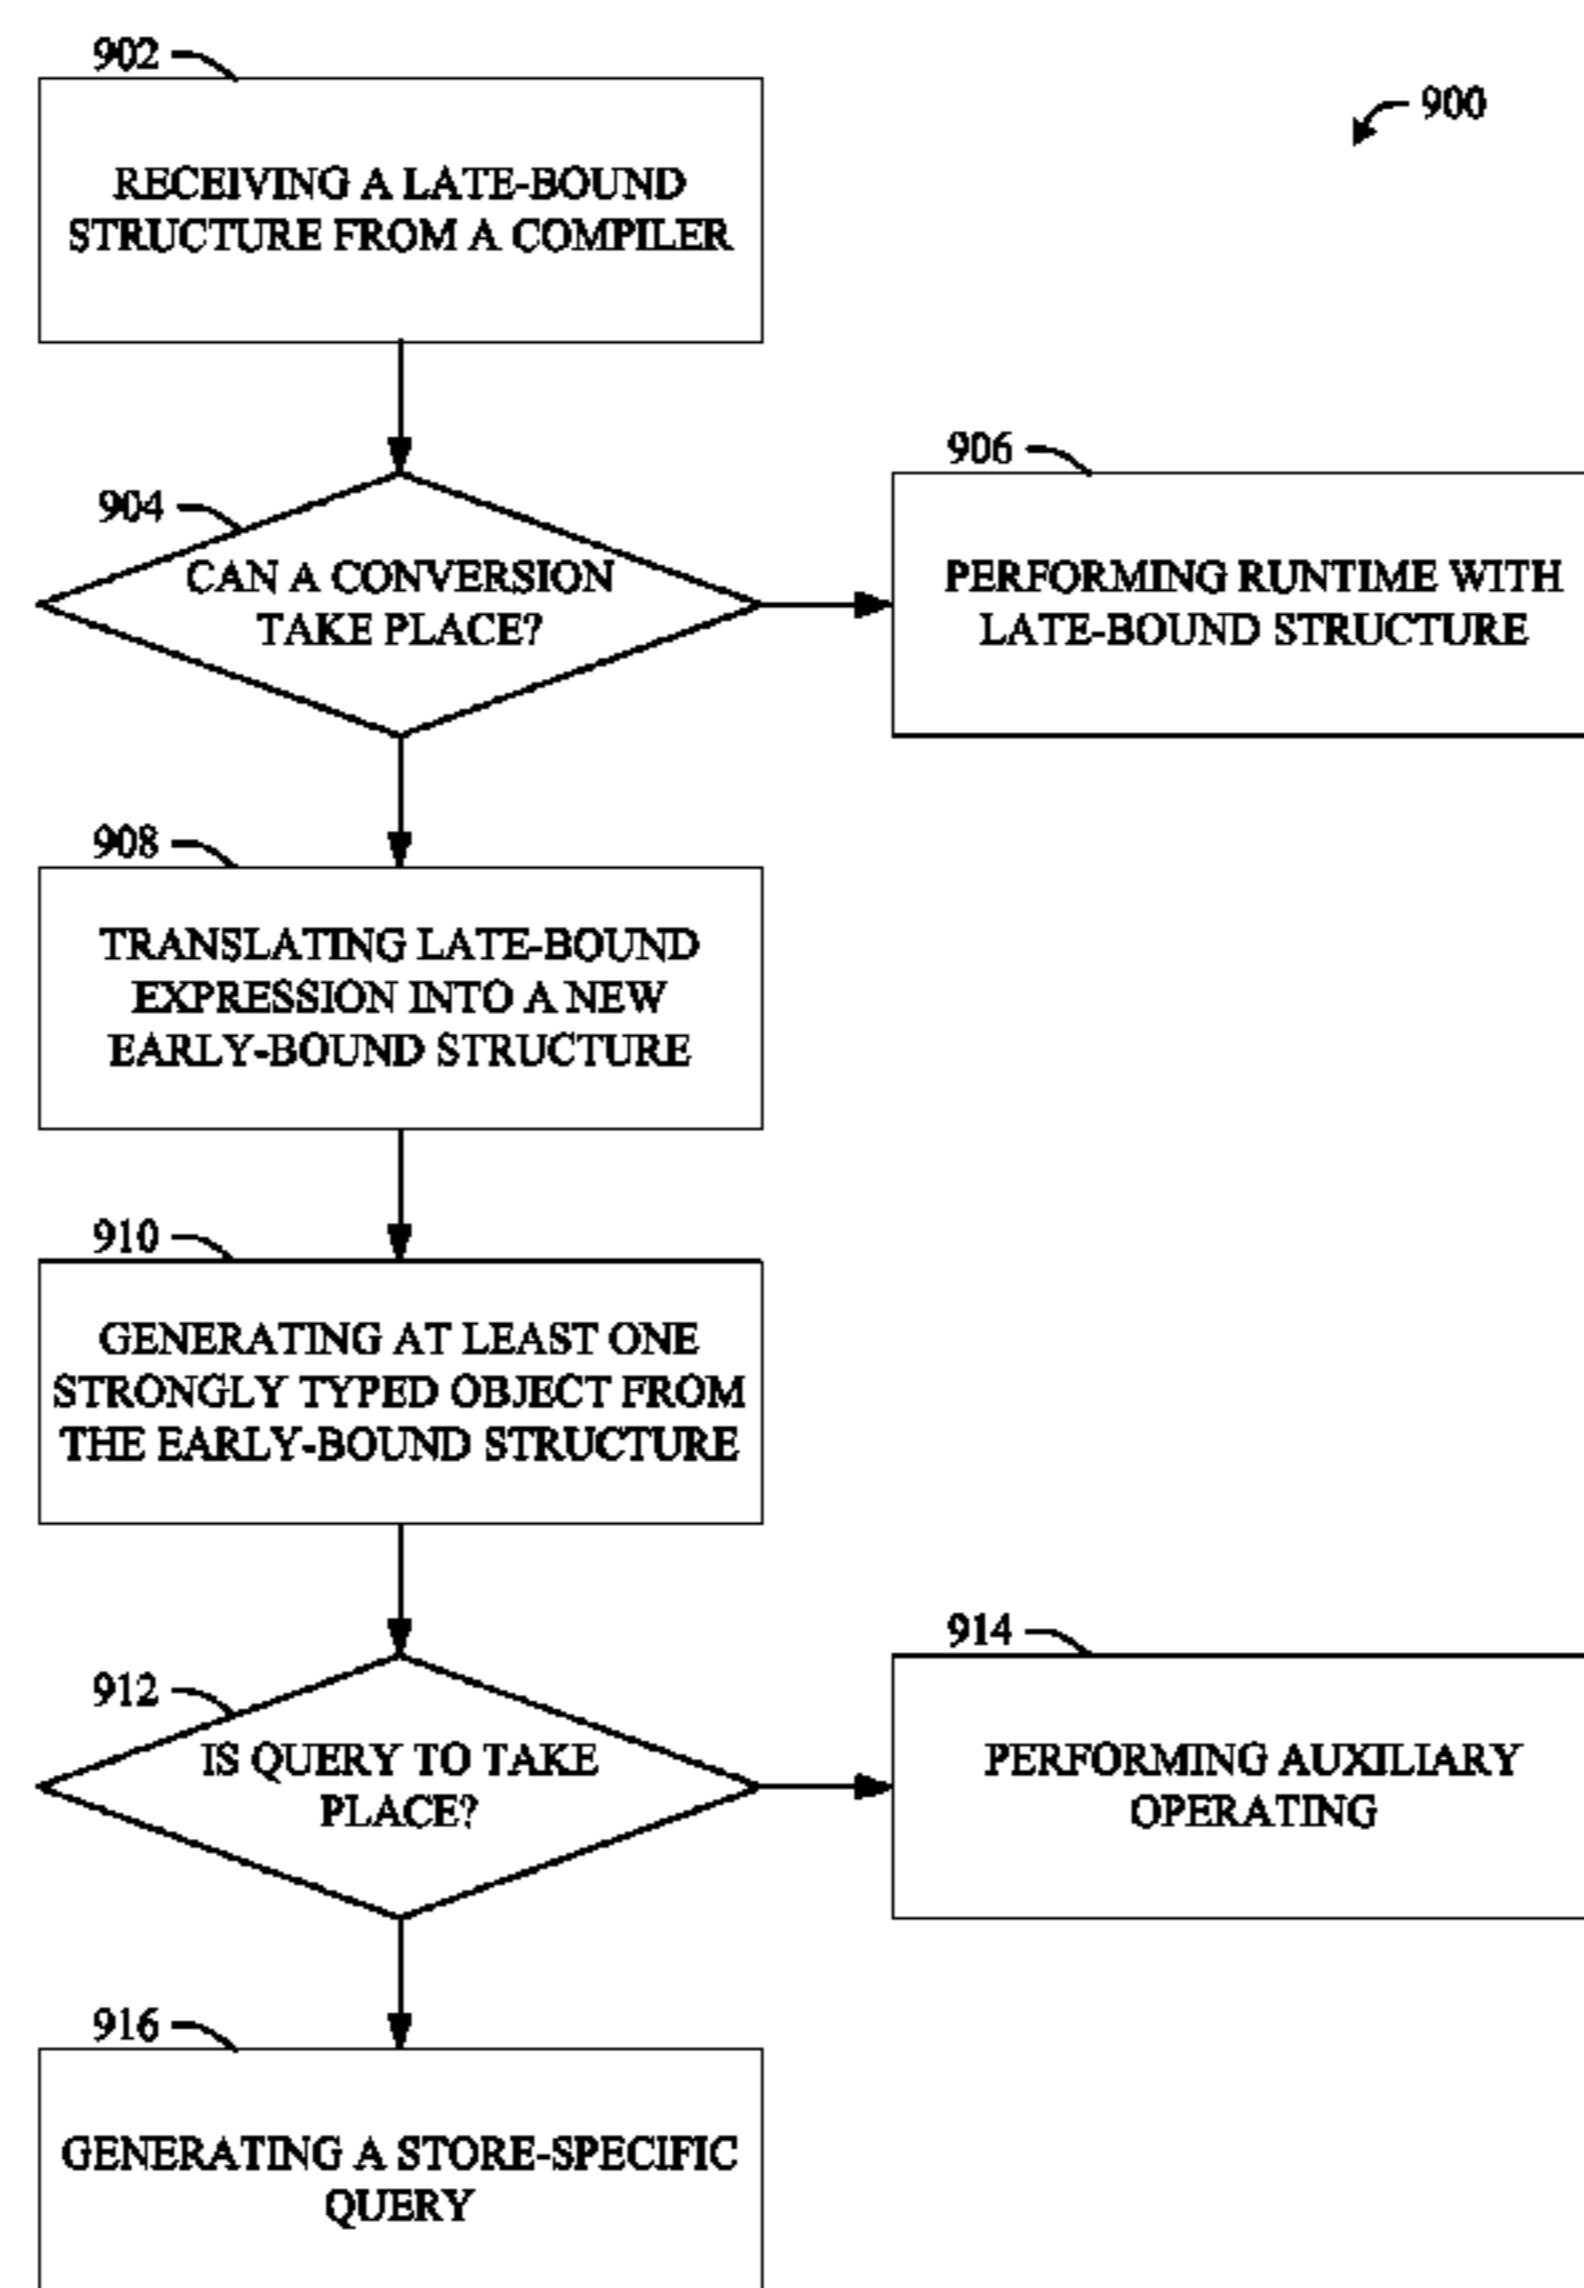 902
900
RECEIVING A LATE-BOUND
STRUCTURE FROM A COMPILER
906
904
CAN A CONVERSION
TAKE PLACE?
PERFORMING RUNTIME WITH
LATE-BOUND STRUCTURE
908
TRANSLATING LATE-BOUND
EXPRESSION INTO A NEW
EARLY-BOUND STRUCTURE
910
GENERATING AT LEAST ONE
STRONGLY TYPED OBJECT FROM
THE EARLY-BOUND STRUCTURE
914
912
IS QUERY TO TAKE
PLACE?
PERFORMING AUXILIARY
OPERATING
916
GENERATING A STORE-SPECIFIC
QUERY